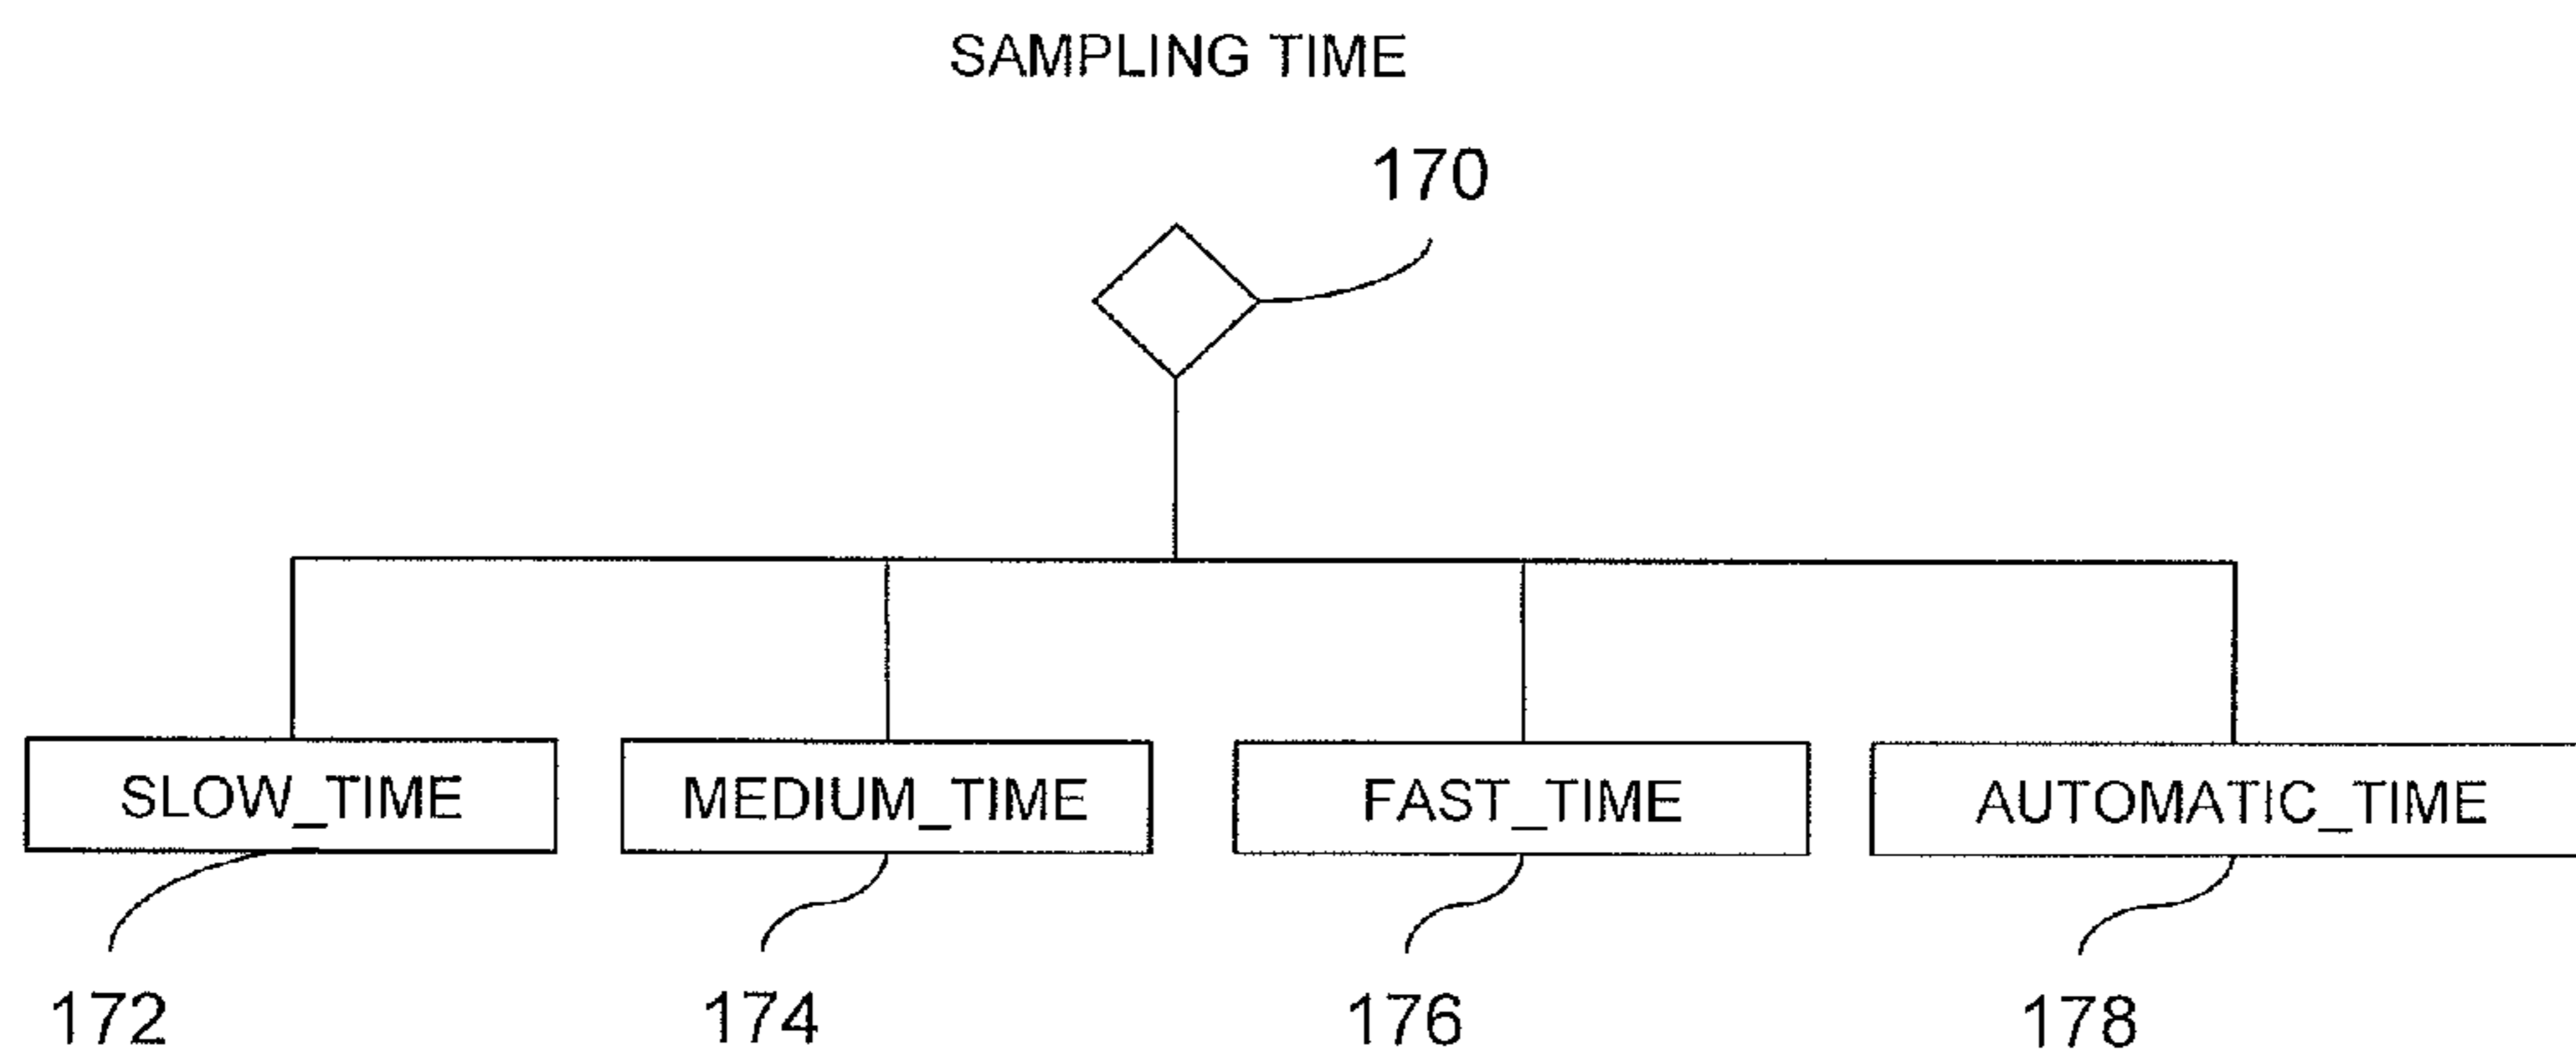 SAMPLING TIME
170
SLOW_TIME
MEDIUM_TIME
FAST_TIME
AUTOMATIC_TIME
172
174
176
178